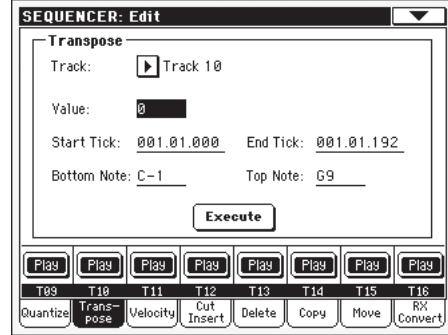 SEQUENCER: Edit
Transpose
Track: Track 10
Value: 0
Start Tick: 001.01.000 End Tick: 001.01.192
Bottom Note: C-1 Top Note: G9
Execute
Play Play Play Play Play Play Play Play
T09 T10 T11 T12 T13 T14 T15 T16
Quantize Trans-pose Velocity Cut Insert Delete Copy Move RX Convert